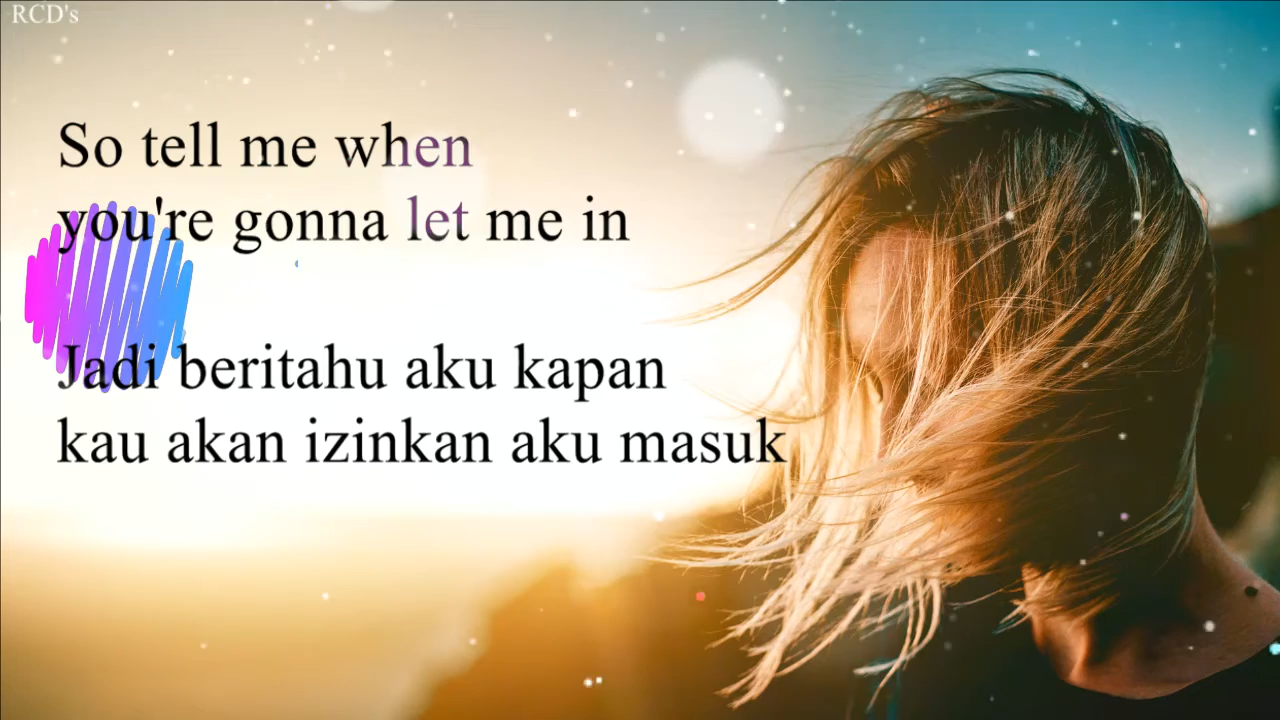 RCD's
So tell me when
you're gonna let me in
Jadi beritahu aku kapan
kau akan izinkan aku masuk